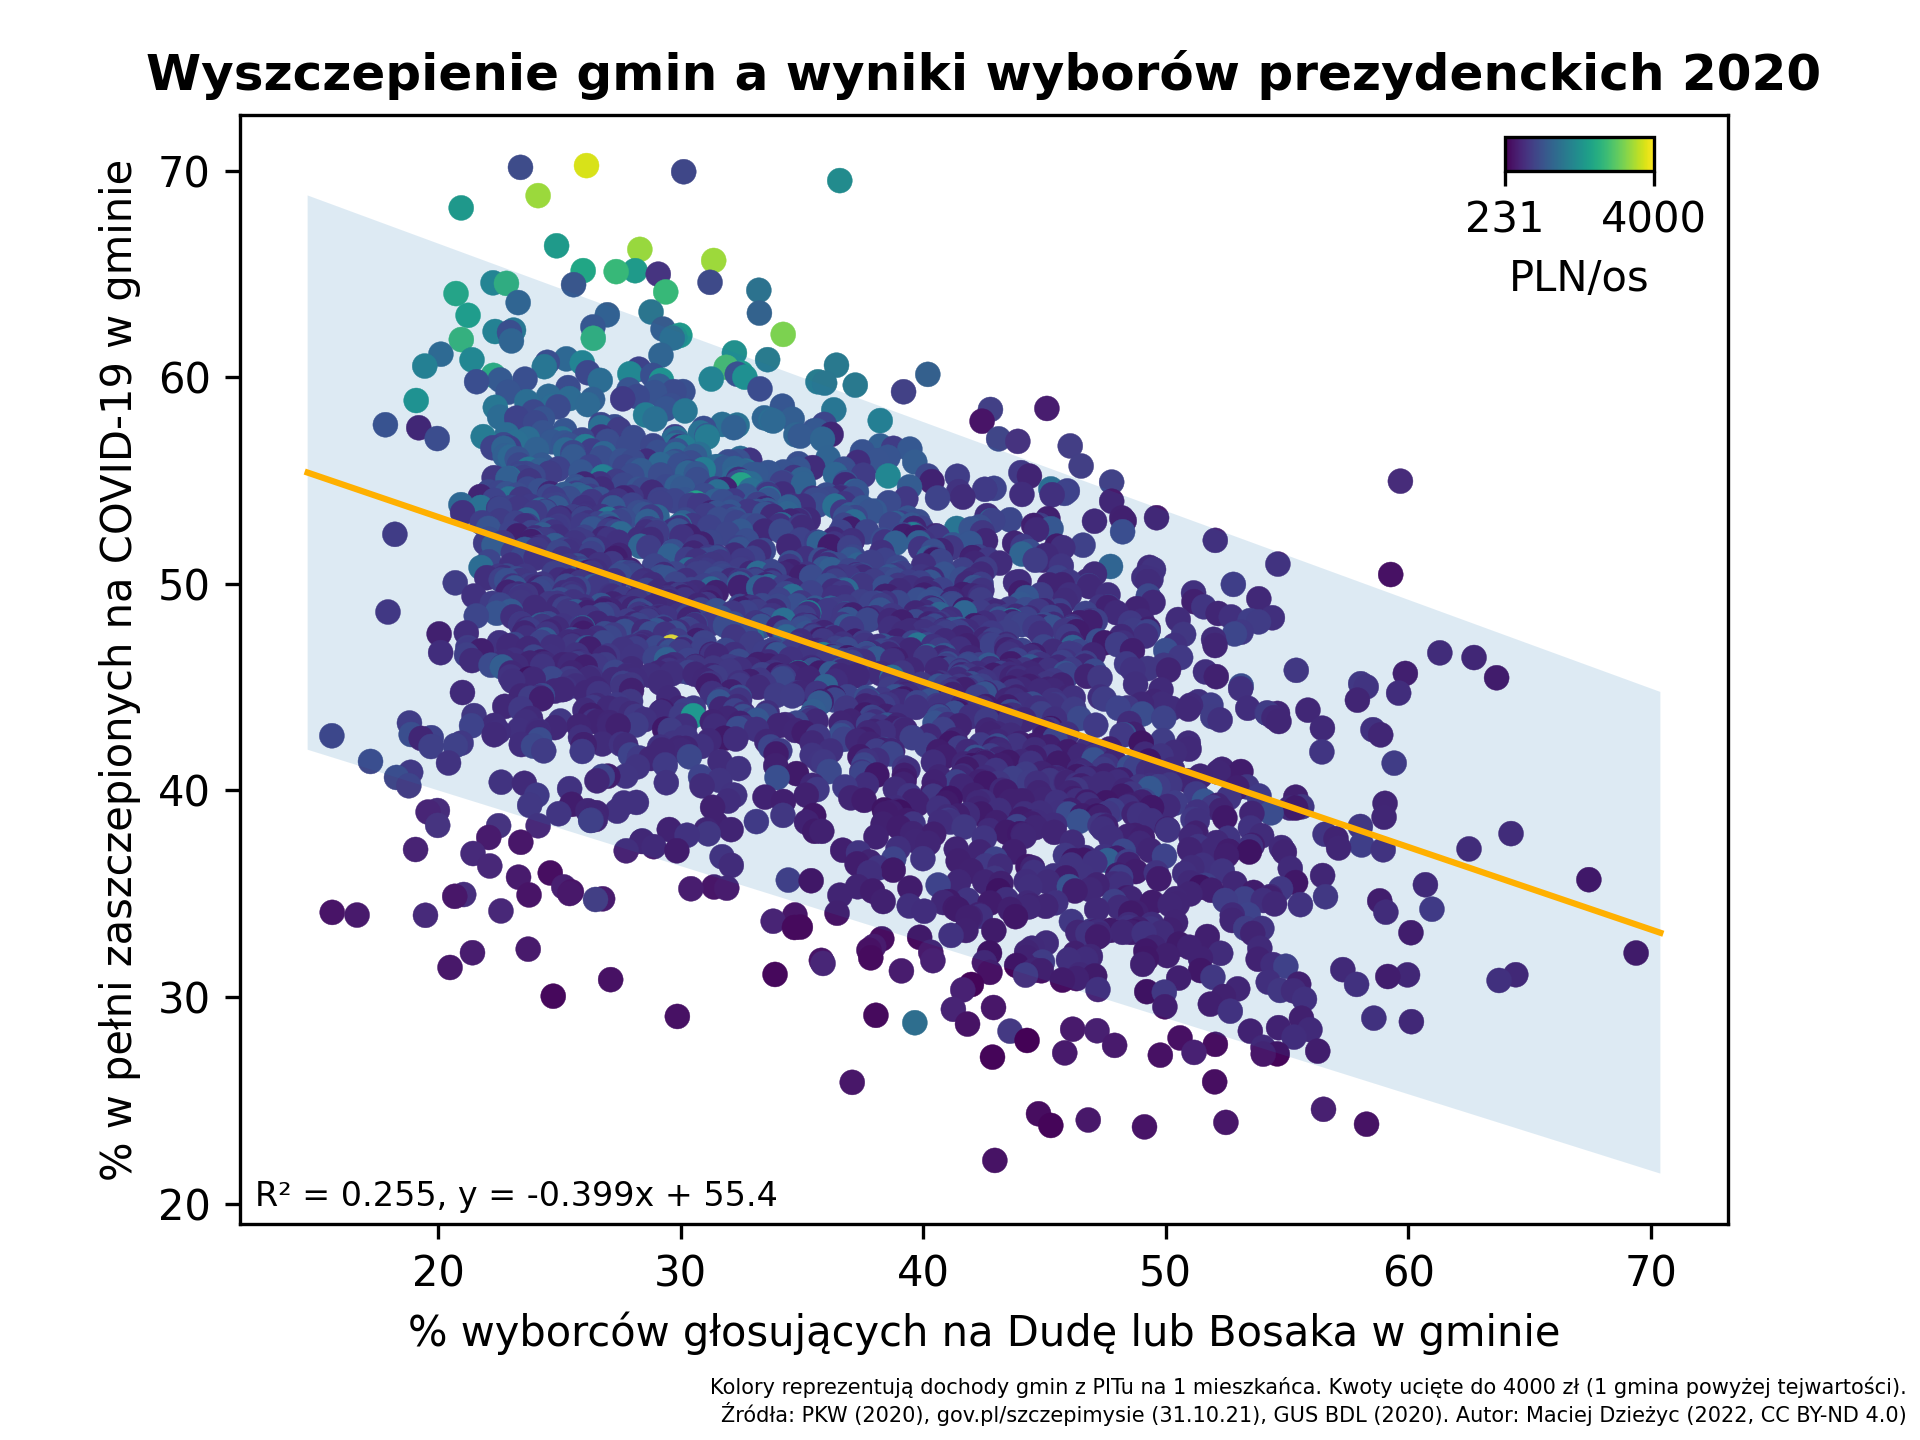 Wyszczepienie gmin a wyniki wyborów prezydenckich 2020
% w pełni zaszczepionych na COVID-19 w gminie
70
60
50
40
30
20
231 4000
PLN/os
R² = 0.255, y = -0.399x + 55.4
20 30 40 50 60 70
% wyborców głosujących na Dudę lub Bosaka w gminie
Kolory reprezentują dochody gmin z PITu na 1 mieszkańca. Kwoty ucięte do 4000 zł (1 gmina powyżej tejwartości).
Źródła: PKW (2020), gov.pl/szczepimysie (31.10.21), GUS BDL (2020). Autor: Maciej Dzieżyc (2022, CC BY-ND 4.0)